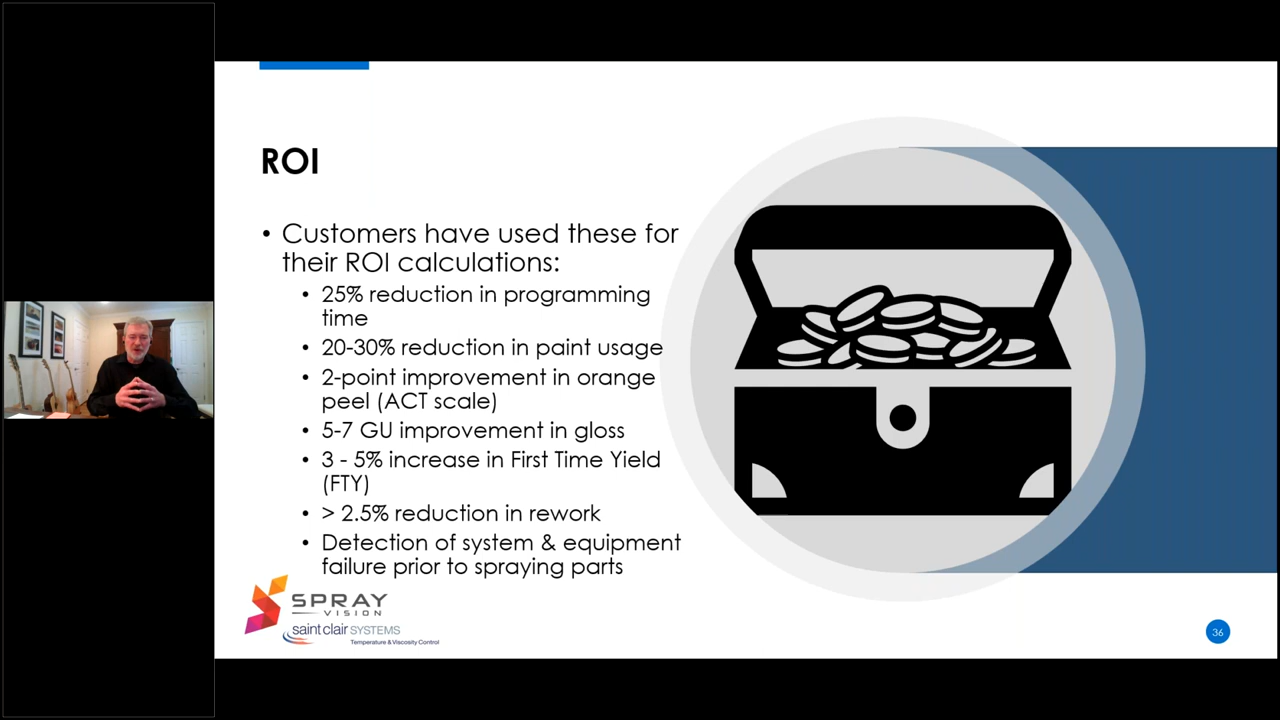 ROI
• Customers have used these for
their ROI calculations:
• 25% reduction in programming
time
• 20-30% reduction in paint usage
• 2-point improvement in orange
peel (ACT scale)
• 5-7 GU improvement in gloss
• 3 - 5% increase in First Time Yield
(FTY)
• > 2.5% reduction in rework
• Detection of system & equipment
failure prior to spraying parts
SPRAY
VISION
saint clair SYSTEMS
Temperature & Viscosity Control
36